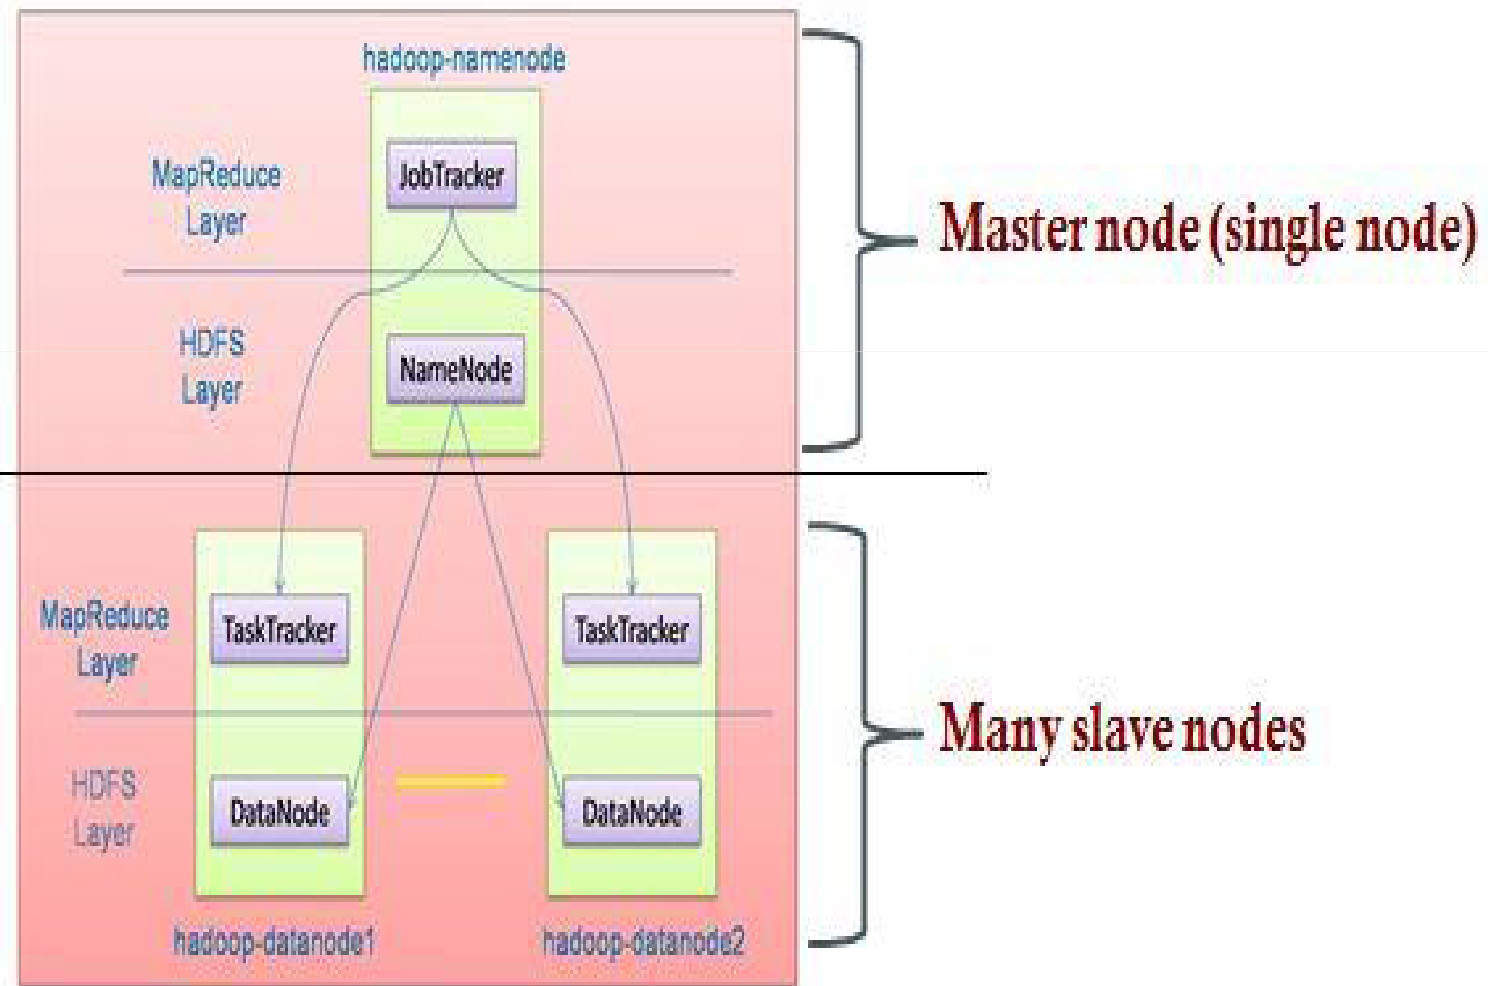 hadoop-namenode
MapReduce
Layer
JobTracker
Master node (single node)
HDFS
Layer
NameNode
MapReduce
Layer
TaskTracker
TaskTracker
Many slave nodes
HDFS
Layer
DataNode
DataNode
hadoop-datanode1
hadoop-datanode2